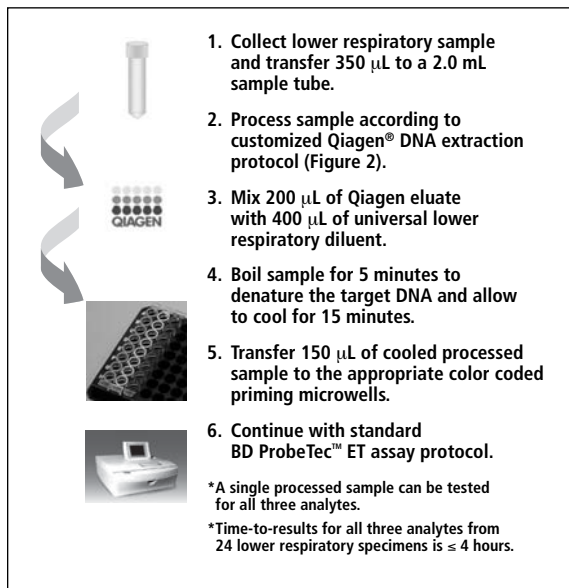 1. Collect lower respiratory sample
and transfer 350 µL to a 2.0 mL
sample tube.
2. Process sample according to
customized Qiagen® DNA extraction
protocol (Figure 2).
QIAGEN
3. Mix 200 µL of Qiagen eluate
with 400 µL of universal lower
respiratory diluent.
4. Boil sample for 5 minutes to
denature the target DNA and allow
to cool for 15 minutes.
5. Transfer 150 µL of cooled processed
sample to the appropriate color coded
priming microwells.
6. Continue with standard
BD ProbeTec™ ET assay protocol.
*A single processed sample can be tested
for all three analytes.
*Time-to-results for all three analytes from
24 lower respiratory specimens is ≤ 4 hours.